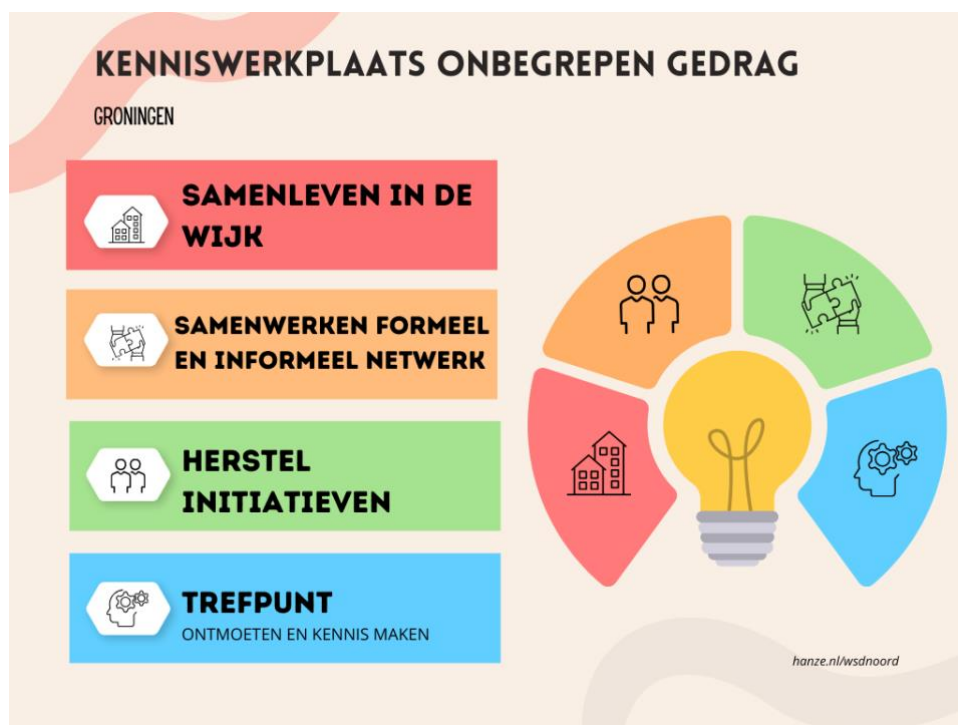 KENNISWERKPLAATS ONBEGREPEN GEDRAG
GRONINGEN
SAMENLEVEN IN DE
WIJK
SAMENWERKEN FORMEEL
EN INFORMEEL NETWERK
HERSTEL
INITIATIEVEN
TREFPUNT
ONTMOETEN EN KENNIS MAKEN
hanze.nl/wsdnoord